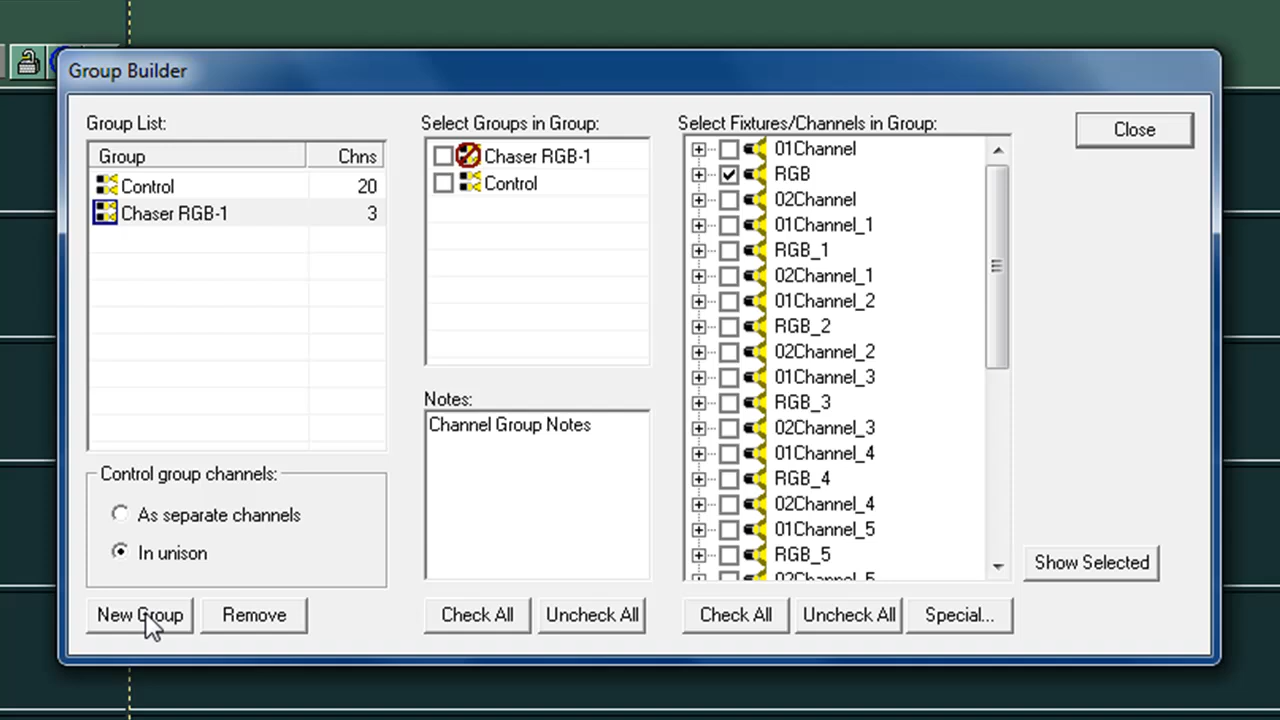 Group Builder
Group List:
Group Chns
Control 20
Chaser RGB-1 3
Control group channels:
As separate channels
In unison
New Group Remove
Select Groups in Group:
Chaser RGB-1
Control
Notes:
Channel Group Notes
Check All Uncheck All
Select Fixtures/Channels in Group:
01Channel
RGB
02Channel
01Channel_1
RGB_1
02Channel_1
01Channel_2
RGB_2
02Channel_2
01Channel_3
RGB_3
02Channel_3
01Channel_4
RGB_4
02Channel_4
01Channel_5
RGB_5
02Channel_5
Check All Uncheck All Special...
Close
Show Selected